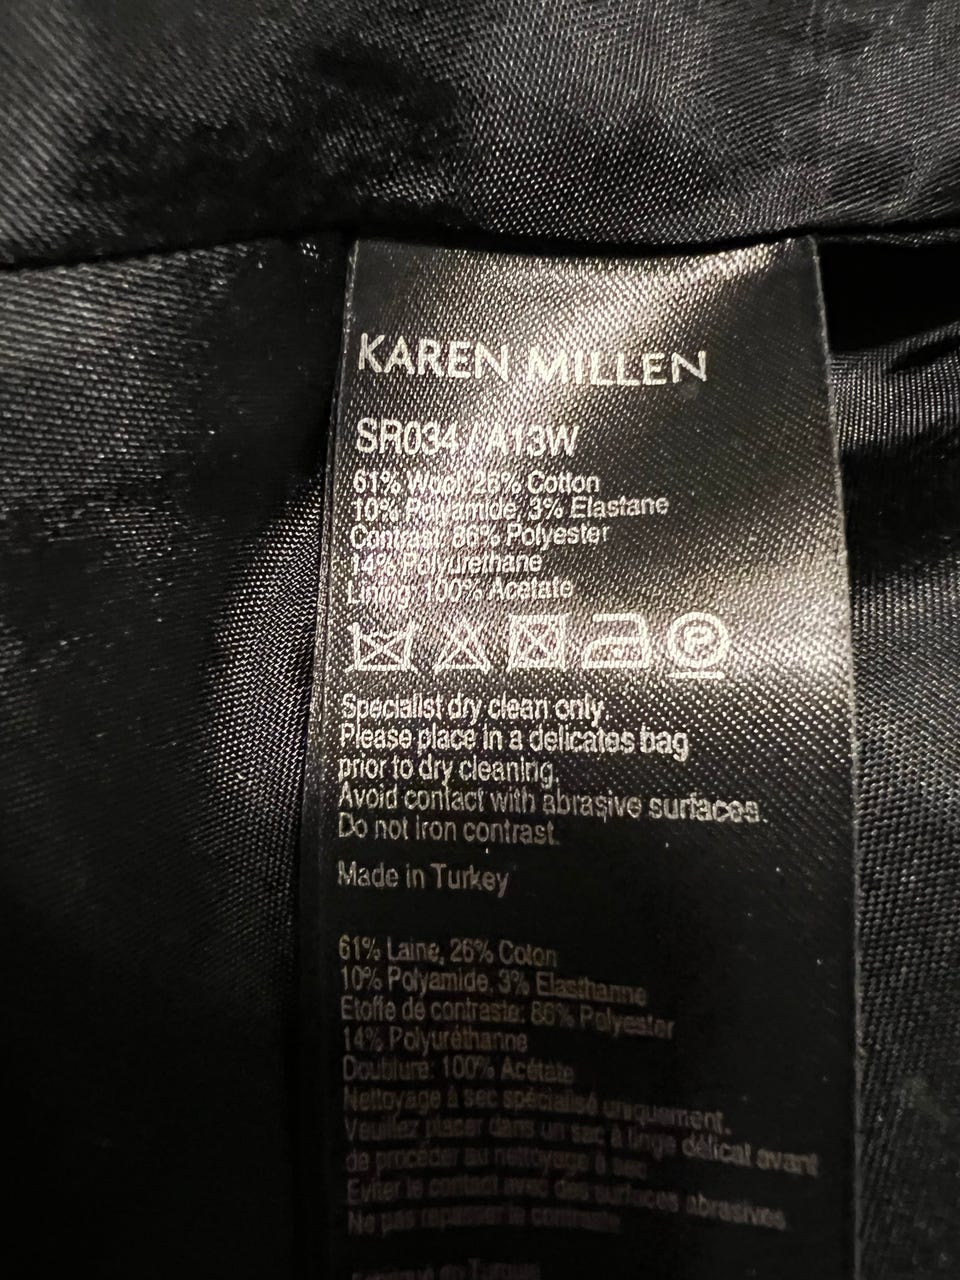 KAREN MILLEN
SR034 / A13W
61% Wool, 26% Cotton
10% Polyamide, 3% Elastane
Contrast: 86% Polyester
14% Polyurethane
Lining: 100% Acetate
P
Specialist dry clean only.
Please place in a delicates bag
prior to dry cleaning.
Avoid contact with abrasive surfaces.
Do not iron contrast.
Made in Turkey
61% Laine, 26% Coton
10% Polyamide, 3% Elasthanne
Etoffe de contraste: 86% Polyester
14% Polyuréthanne
Doublure: 100% Acétate
Nettoyage à sec spécialisé uniquement.
Veuillez placer dans un sac à linge délicat avant
de procéder au nettoyage à sec
Eviter le contact avec des surfaces abrasives
Ne pas repasser le contraste
en Turquie